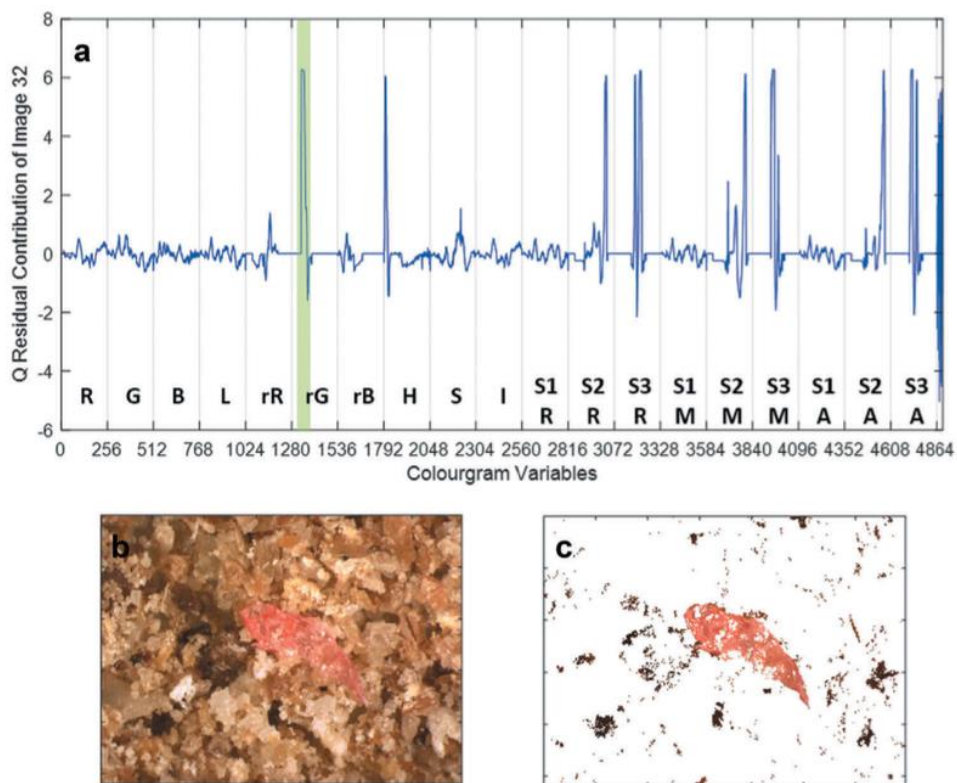 a
Q Residual Contribution of Image 32
8
6
4
2
0
-2
-4
-6
R G B L rR rG rB H S I S1 R S2 R S3 R S1 M S2 M S3 M S1 A S2 A S3 A
0 256 512 768 1024 1280 1536 1792 2048 2304 2560 2816 3072 3328 3584 3840 4096 4352 4608 4864
Colourgram Variables
b
c